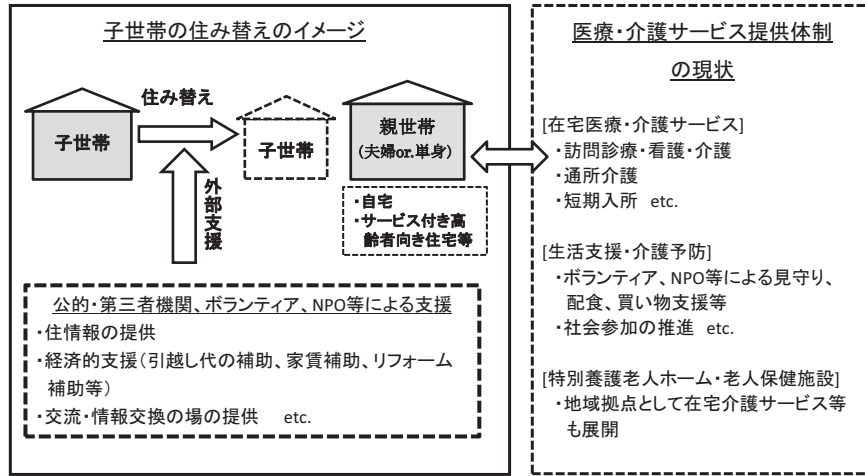 子世帯の住み替えのイメージ
住み替え
子世帯
子世帯
親世帯
(夫婦or.単身)
外部支援
・自宅
・サービス付き高
齢者向き住宅等
公的・第三者機関、ボランティア、NPO等による支援
・住情報の提供
・経済的支援(引越し代の補助、家賃補助、リフォーム
補助等)
・交流・情報交換の場の提供 etc.
医療・介護サービス提供体制
の現状
[在宅医療・介護サービス]
・訪問診療・看護・介護
・通所介護
・短期入所 etc.
[生活支援・介護予防]
・ボランティア、NPO等による見守り、
配食、買い物支援等
・社会参加の推進 etc.
[特別養護老人ホーム・老人保健施設]
・地域拠点として在宅介護サービス等
も展開